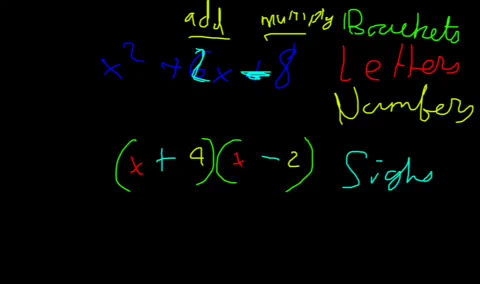 add multiply Brackets
x² + 2x - 8 Letters
Numbers
(x + 4)(x - 2) Signs